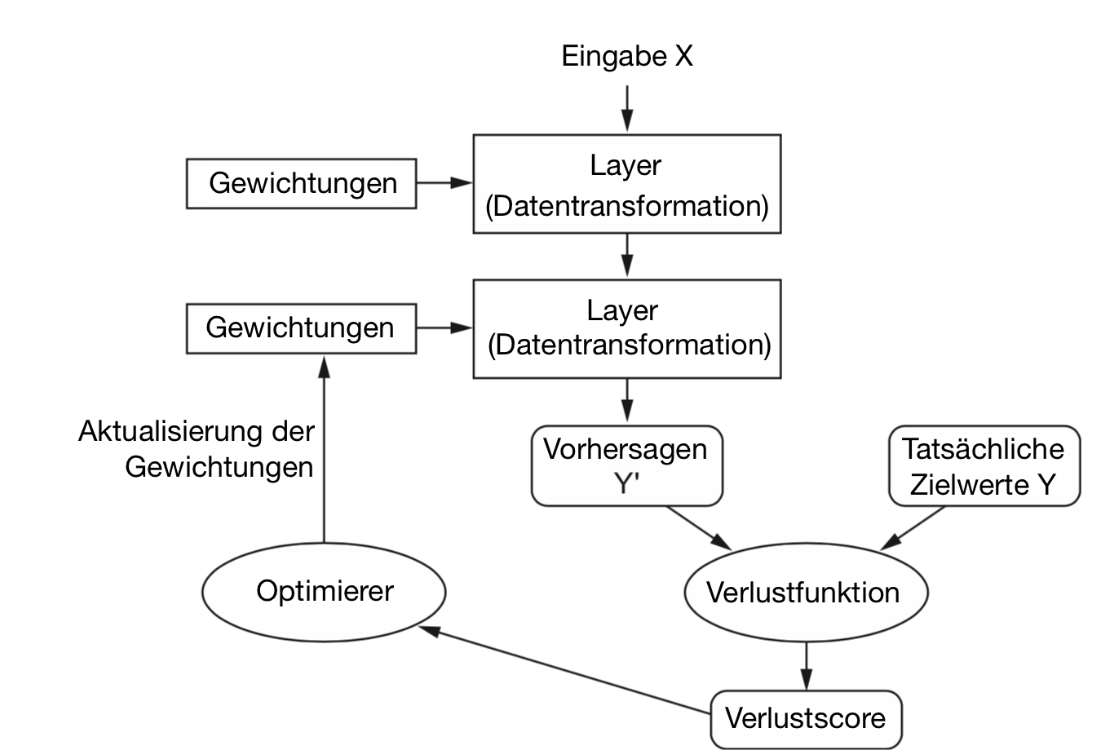 Eingabe X
Gewichtungen
Layer
(Datentransformation)
Gewichtungen
Layer
(Datentransformation)
Aktualisierung der
Gewichtungen
Vorhersagen
Y'
Tatsächliche
Zielwerte Y
Optimierer
Verlustfunktion
Verlustscore